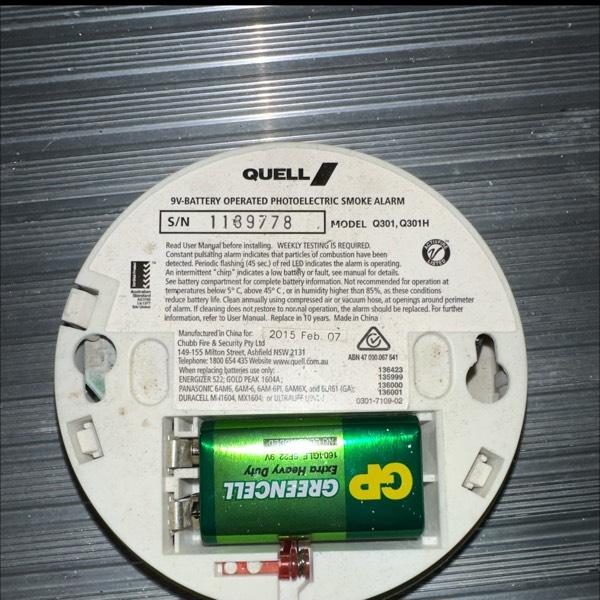 QUELL
9V-BATTERY OPERATED PHOTOELECTRIC SMOKE ALARM
S/N 1169778 MODEL Q301, Q301H
Read User Manual before installing. WEEKLY TESTING IS REQUIRED.
Constant pulsating alarm indicates that particles of combustion have been
detected. Periodic flashing (45 sec.) of red LED indicates the alarm is operating.
An intermittent "chirp" indicates a low battery or fault, see manual for details.
See battery compartment for complete battery information. Not recommended for operation at
temperatures below 5° C, above 45° C, or in humidity higher than 85%, as these conditions
reduce battery life. Clean annually using compressed air or vacuum hose, at openings around perimeter
of alarm. If cleaning does not restore to normal operation, the alarm should be replaced. For further
information, refer to User Manual. Replace in 10 years. Made in China
ACTIVFIRE LISTED
Australian
Standard
Manufactured in China for: 2015 Feb. 07
Chubb Fire & Security Pty Ltd
149-155 Milton Street, Ashfield NSW 2131
Telephone: 1800 654 435 Website www.quell.com.au
ABN 47 000 067 541
When replacing batteries use only:
ENERGIZER 522; GOLD PEAK 1604A;
PANASONIC 6AM6, 6AM-6, 6AM-6PI, 6AM6X, and 6LR61 (GA);
DURACELL MN1604, MX1604; or
136423
135999
136000
136001
0301-7109-02
GP
GREENCELL
Extra Heavy Duty
1604GLF 6F22 9V